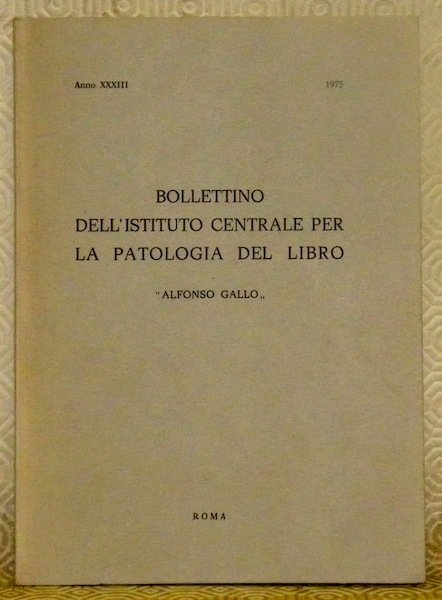 Anno XXXIII 1975
BOLLETTINO
DELL'ISTITUTO CENTRALE PER
LA PATOLOGIA DEL LIBRO
"ALFONSO GALLO„
ROMA